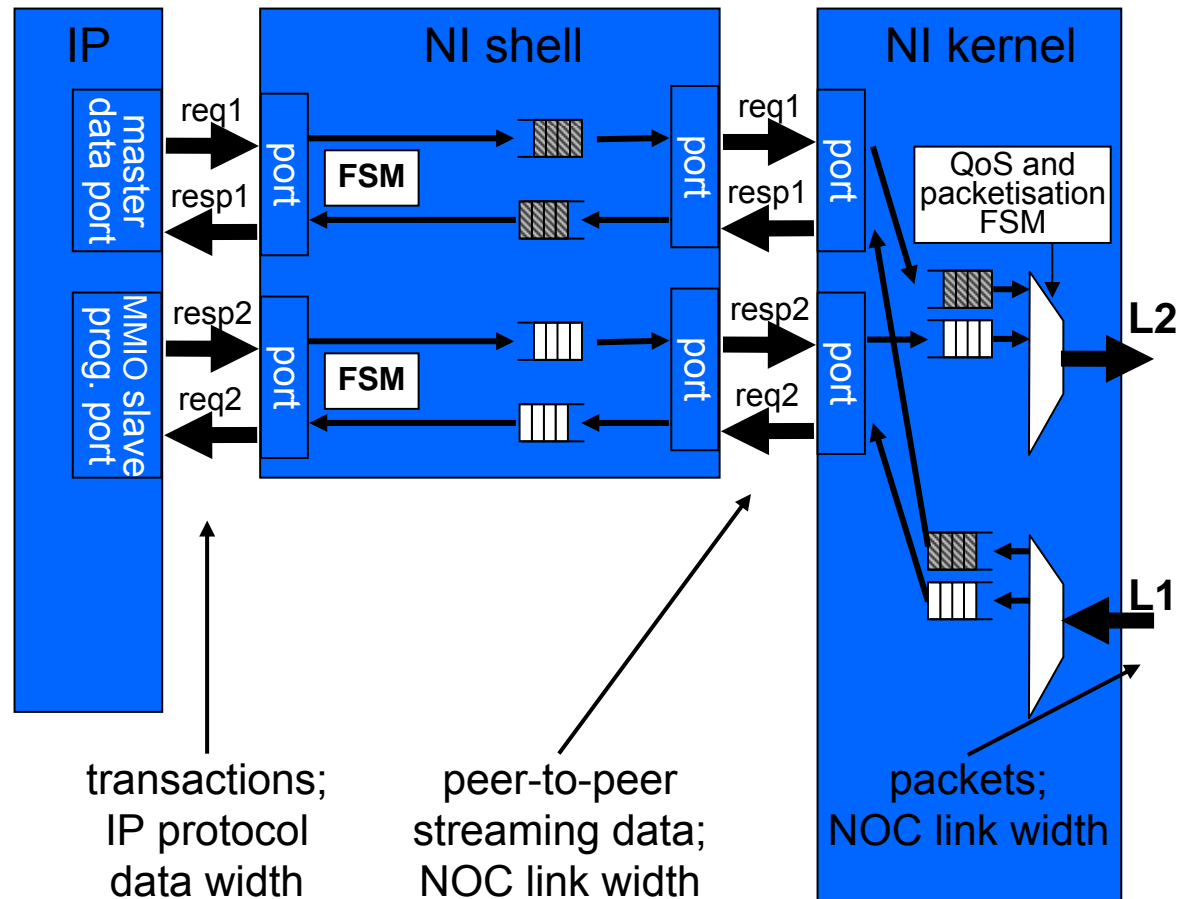 IP
NI shell
NI kernel
master
data port
req1
resp1
port
FSM
port
req1
resp1
port
QoS and
packetisation
FSM
MMIO slave
prog. port
resp2
req2
port
FSM
port
resp2
req2
port
L2
L1
transactions;
IP protocol
data width
peer-to-peer
streaming data;
NOC link width
packets;
NOC link width